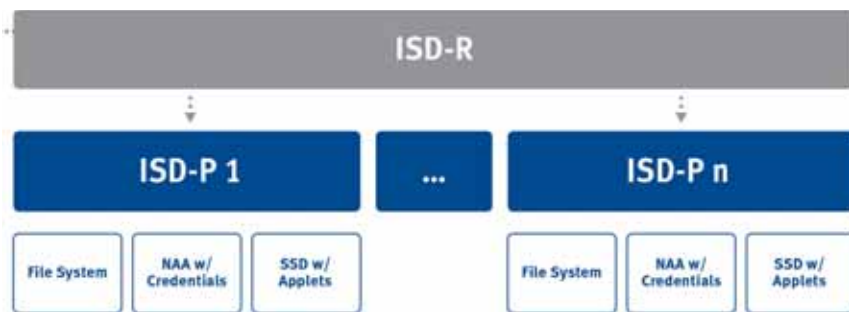 ISD-R
ISD-P 1
...
ISD-P n
File System
NAA w/
Credentials
SSD w/
Applets
File System
NAA w/
Credentials
SSD w/
Applets